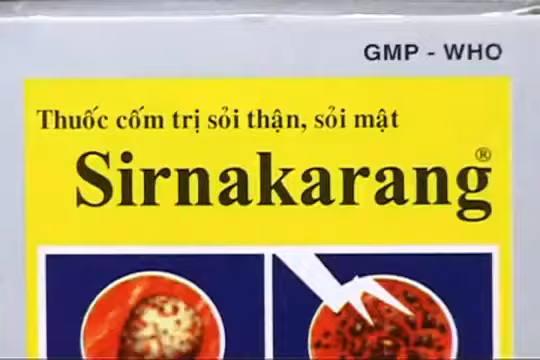 GMP - WHO
Thuốc cốm trị sỏi thận, sỏi mật
Sirnakarang®